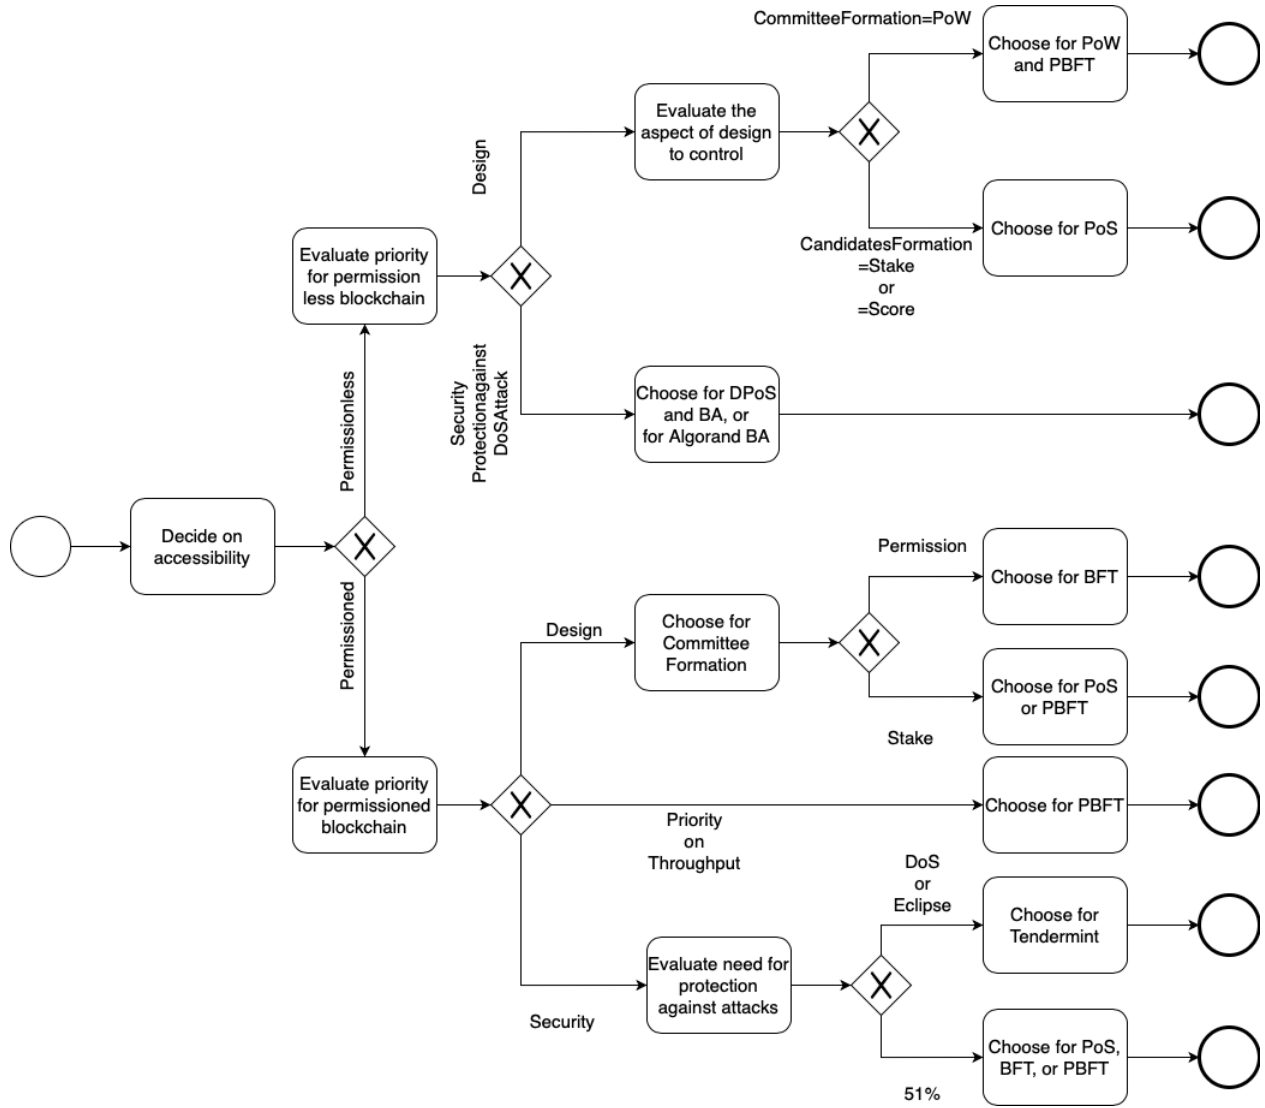 CommitteeFormation=PoW
Choose for PoW
and PBFT
Evaluate the
aspect of design
to control
Design
Choose for PoS
CandidatesFormation
=Stake
or
=Score
Evaluate priority
for permission
less blockchain
Security
Protectionagainst
DoSAttack
Choose for DPoS
and BA, or
for Algorand BA
Permissionless
Decide on
accessibility
Permissioned
Permission
Choose for BFT
Design
Choose for
Committee
Formation
Choose for PoS
or PBFT
Stake
Evaluate priority
for permissioned
blockchain
Choose for PBFT
Priority
on
Throughput
DoS
or
Eclipse
Choose for
Tendermint
Evaluate need for
protection
against attacks
Security
Choose for PoS,
BFT, or PBFT
51%